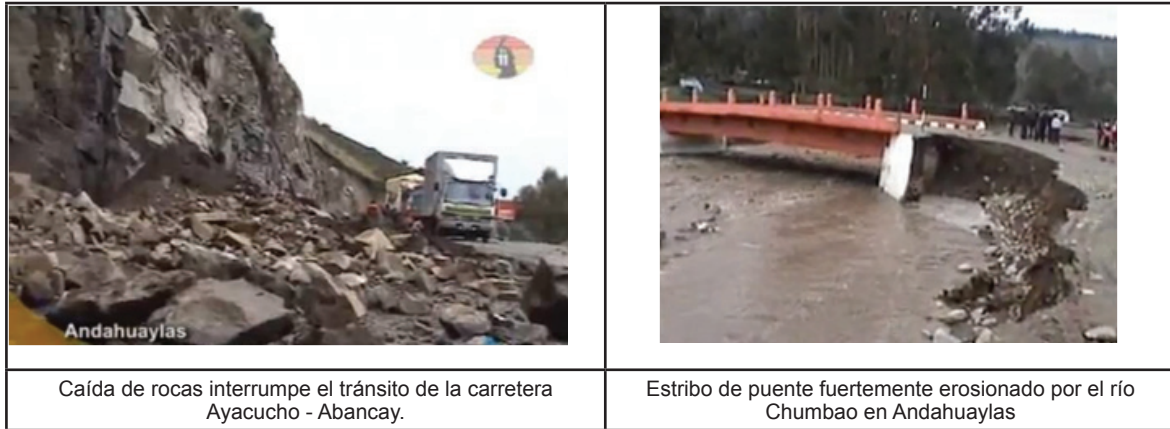 Andahuaylas
Caída de rocas interrumpe el tránsito de la carretera
Ayacucho - Abancay.
Estribo de puente fuertemente erosionado por el río
Chumbao en Andahuaylas